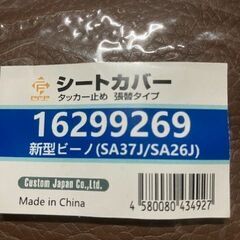 シートカバー
タッカー止め 張替タイプ
16299269
新型ビーノ(SA37J/SA26J)
Custom Japan Co.,Ltd.
Made in China
4 580080 434927